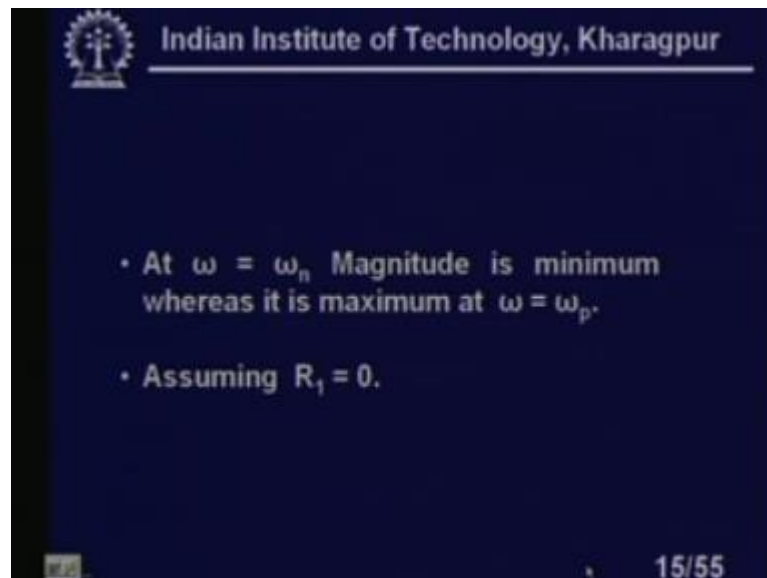 Indian Institute of Technology, Kharagpur
• At ω = ωₙ Magnitude is minimum
whereas it is maximum at ω = ωₚ.
• Assuming R₁ = 0.
15/55